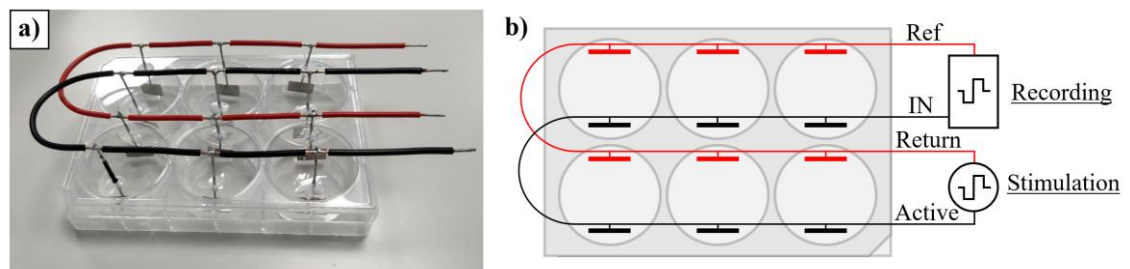 a)
b)
Ref
IN
Recording
Return
Active
Stimulation